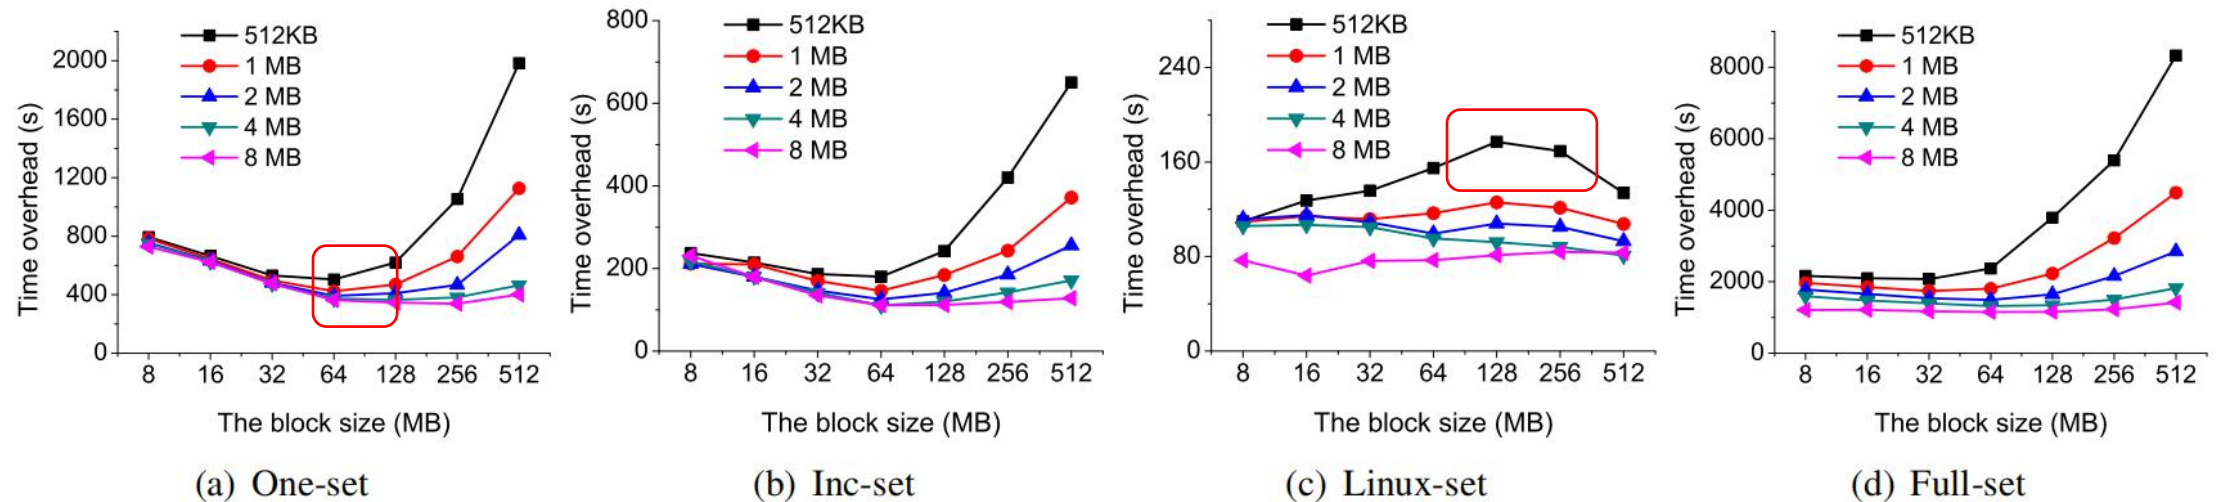 Time overhead (s)
2000
1600
1200
800
400
0
512KB
1 MB
2 MB
4 MB
8 MB
8 16 32 64 128 256 512
The block size (MB)
(a) One-set
Time overhead (s)
800
600
400
200
0
512KB
1 MB
2 MB
4 MB
8 MB
8 16 32 64 128 256 512
The block size (MB)
(b) Inc-set
Time overhead (s)
240
160
80
0
512KB
1 MB
2 MB
4 MB
8 MB
8 16 32 64 128 256 512
The block size (MB)
(c) Linux-set
Time overhead (s)
8000
6000
4000
2000
0
512KB
1 MB
2 MB
4 MB
8 MB
8 16 32 64 128 256 512
The block size (MB)
(d) Full-set